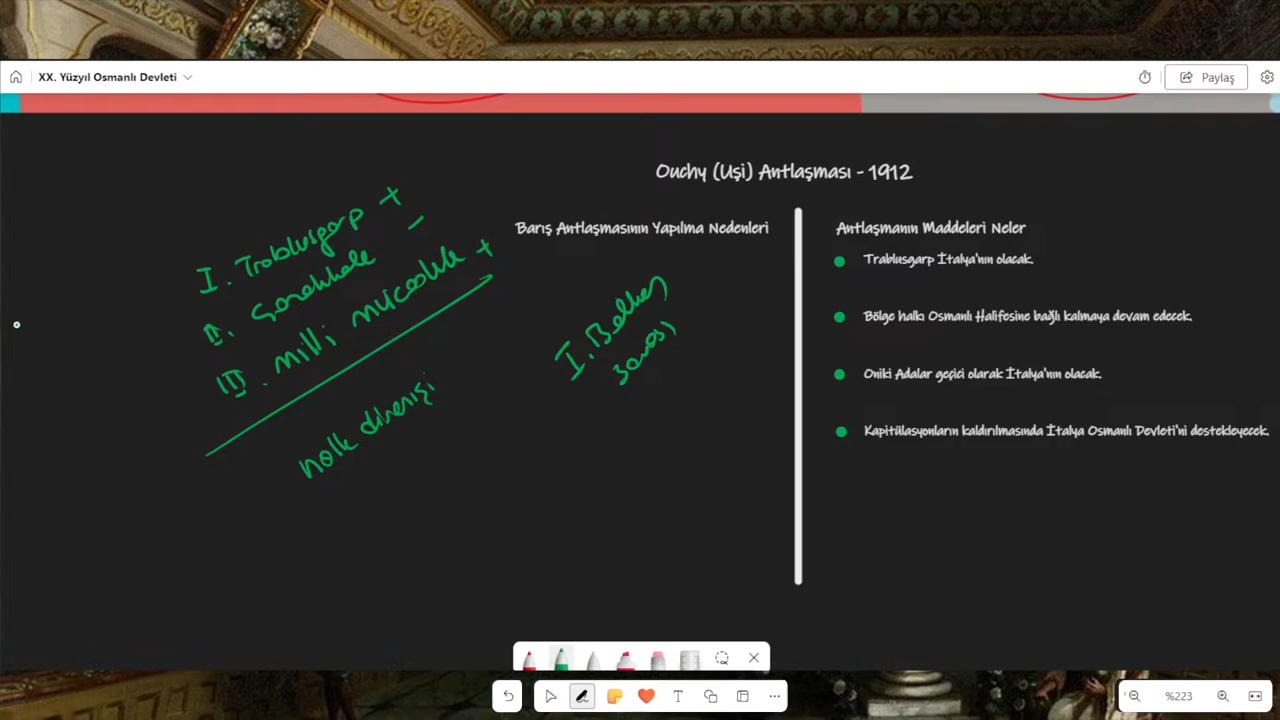 XX. Yüzyıl Osmanlı Devleti
Paylaş
Ouchy (Uşi) Antlaşması - 1912
Barış Antlaşmasının Yapılma Nedenleri
I. Balkan
savaşı
Antlaşmanın Maddeleri Neler
Trablusgarp İtalya'nın olacak.
Bölge halkı Osmanlı Halifesine bağlı kalmaya devam edecek.
Oniki Adalar geçici olarak İtalya'nın olacak.
Kapitülasyonların kaldırılmasında İtalya Osmanlı Devleti'ni destekleyecek.
I. Trablusgarp +
II. Çanakkale -
III. Milli mücadele +
halk direnişi
%223